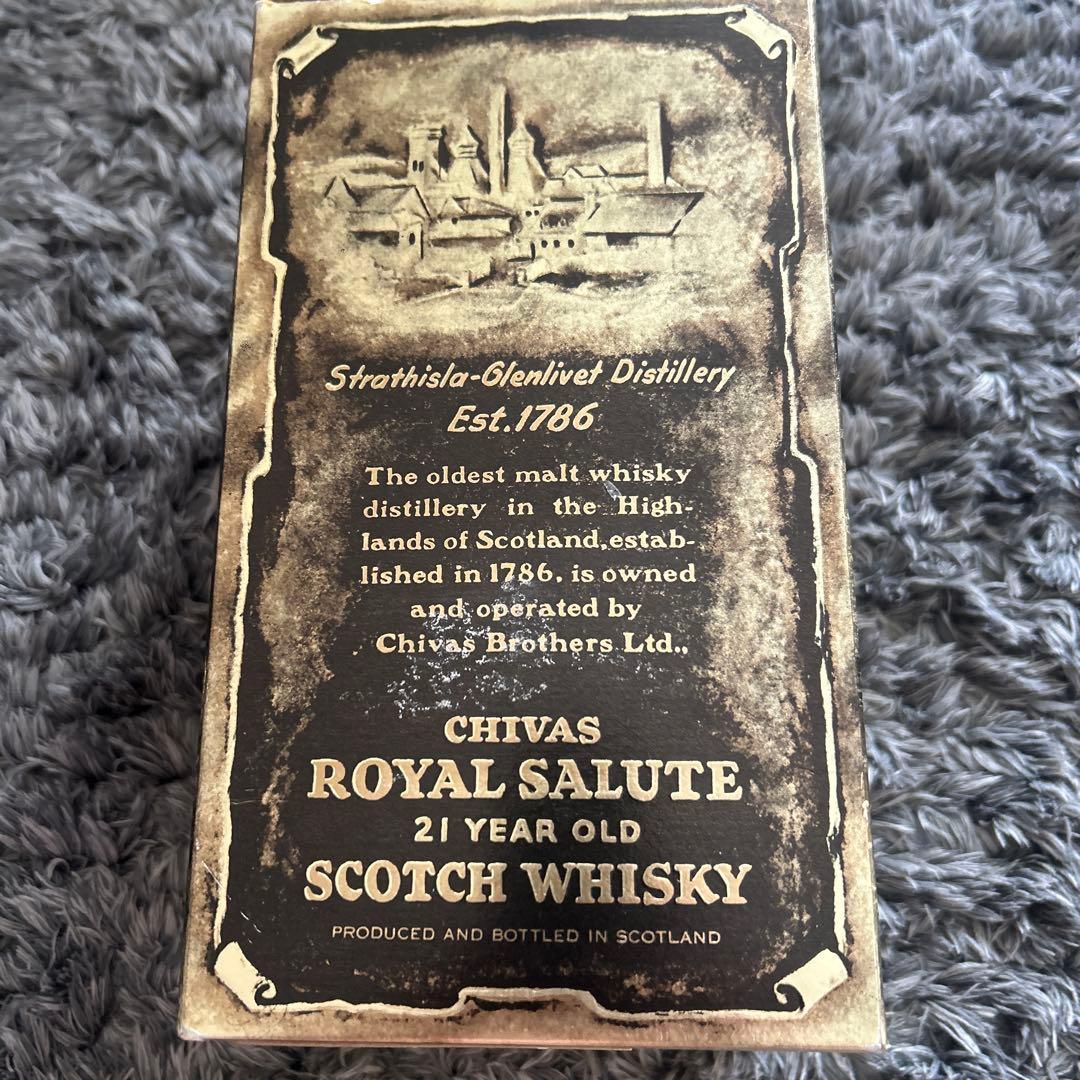 Strathisla-Glenlivet Distillery
Est.1786
The oldest malt whisky
distillery in the High-
lands of Scotland,estab-
lished in 1786, is owned
and operated by
Chivas Brothers Ltd.,
CHIVAS
ROYAL SALUTE
21 YEAR OLD
SCOTCH WHISKY
PRODUCED AND BOTTLED IN SCOTLAND